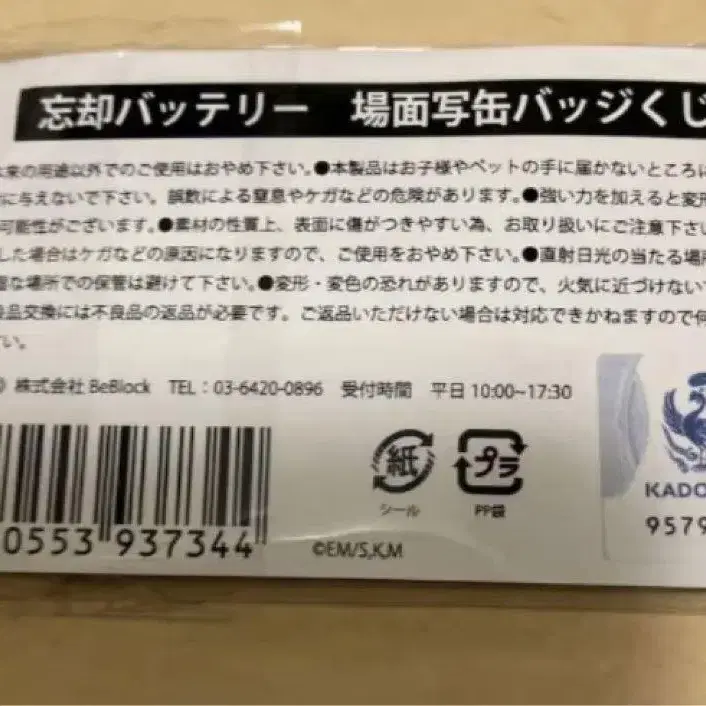 忘却バッテリー　場面写缶バッジくじ
来の用途以外でのご使用はおやめ下さい。●本製品はお子様やペットの手に届かないところに
に与えないで下さい。誤数による窒息やケガなどの危険があります。●強い力を加えると変形
可能性がございます。●素材の性質上、表面に傷がつきやすい為、お取り扱いにご注意下さい
した場合はケガなどの原因になりますので、ご使用をおやめ下さい。●直射日光の当たる場所
な場所での保管は避けて下さい。●変形・変色の恐れがありますので、火気に近づけない
品交換には不良品の返品が必要です。ご返品いただけない場合は対応できかねますので何
い。
株式会社BeBlock　TEL：03-6420-0896　受付時間　平日 10:00~17:30
紙
シール
プラ
PP袋
KADO
9579
0553 937344
©EM/S,K,M